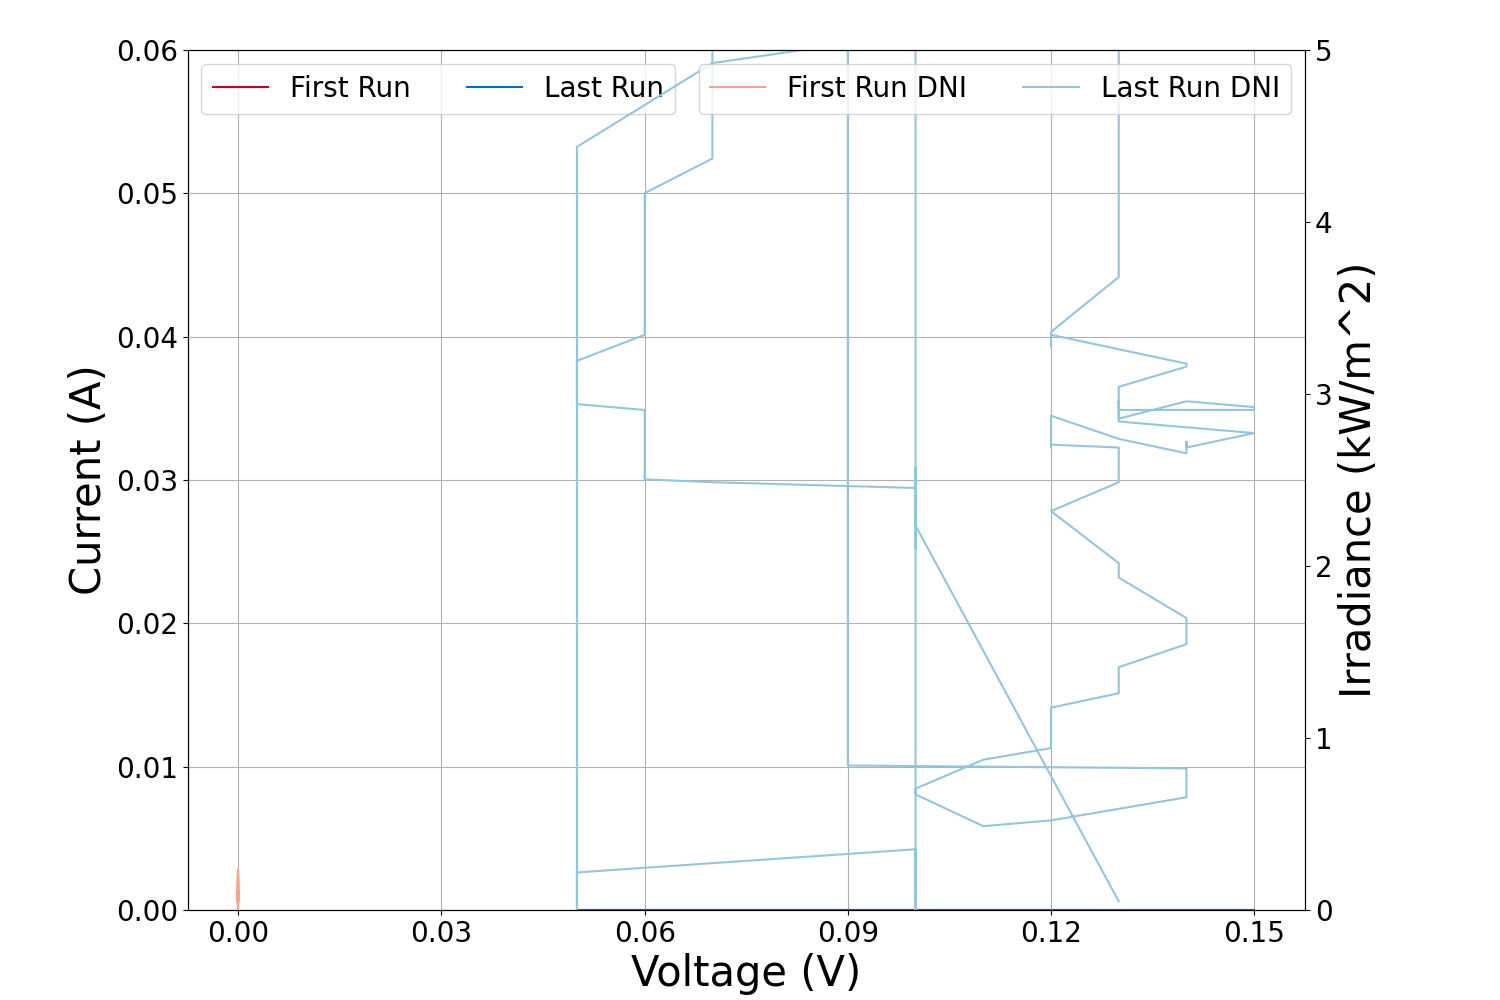 First Run
Last Run
First Run DNI
Last Run DNI
0.06
0.05
0.04
0.03
0.02
0.01
0.00
Current (A)
5
4
3
2
1
0
Irradiance (kW/m^2)
0.00 0.03 0.06 0.09 0.12 0.15
Voltage (V)